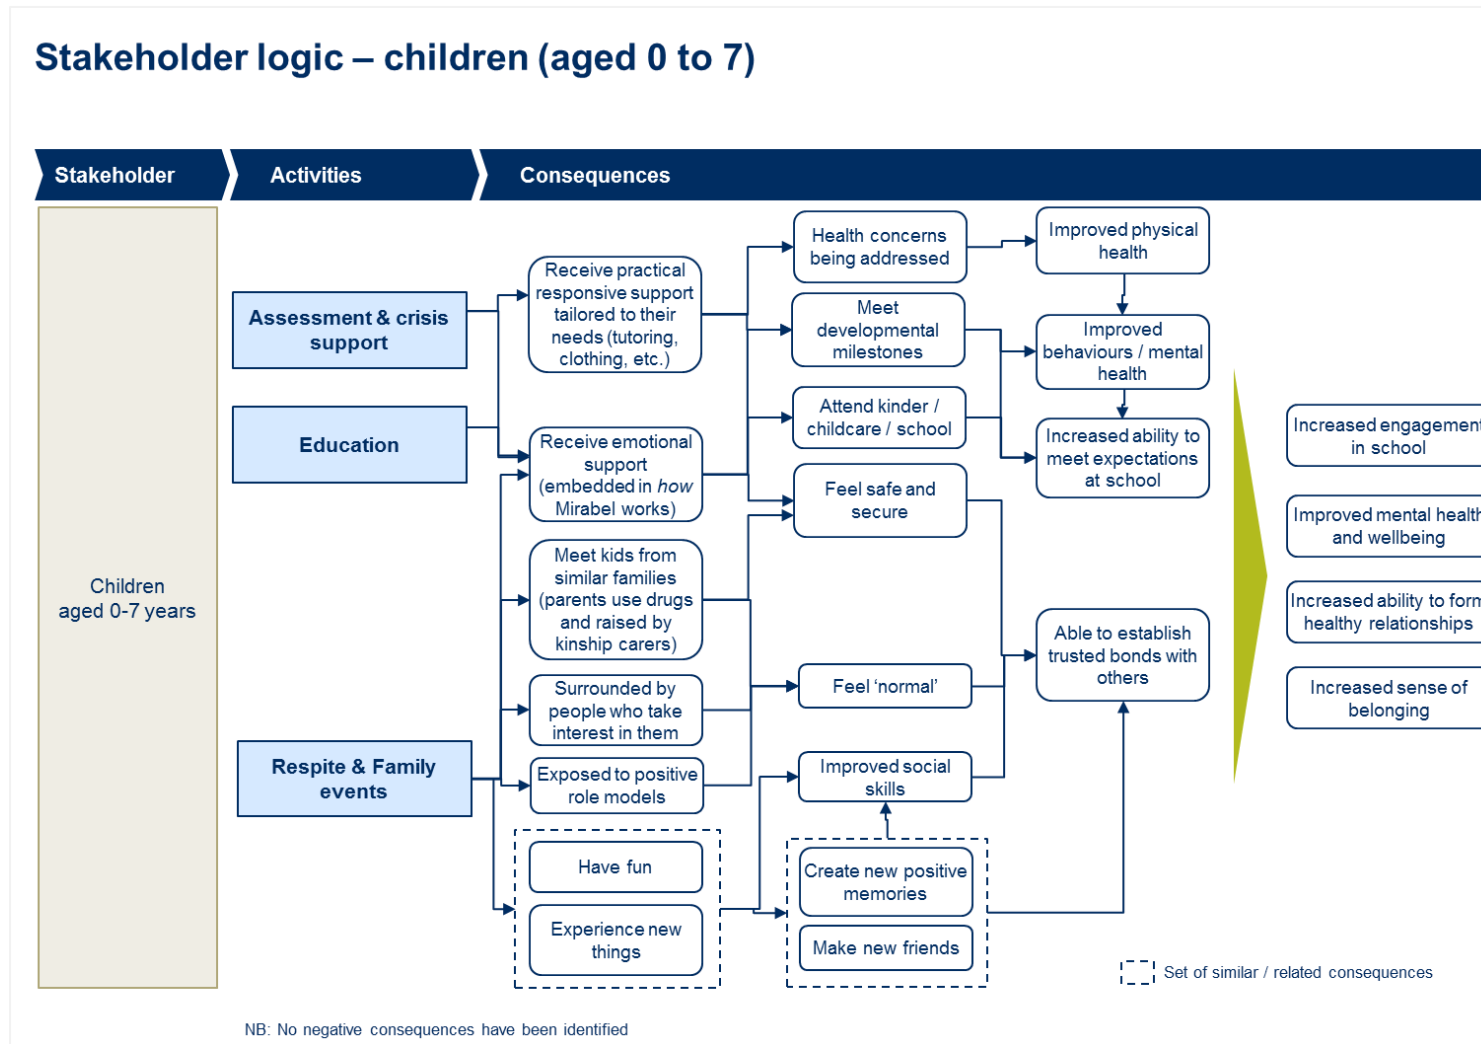 Stakeholder logic – children (aged 0 to 7)
Stakeholder
Activities
Consequences
Children
aged 0-7 years
Assessment & crisis
support
Education
Respite & Family
events
Receive practical
responsive support
tailored to their
needs (tutoring,
clothing, etc.)
Receive emotional
support
(embedded in how
Mirabel works)
Meet kids from
similar families
(parents use drugs
and raised by
kinship carers)
Surrounded by
people who take
interest in them
Exposed to positive
role models
Have fun
Experience new
things
Health concerns
being addressed
Meet
developmental
milestones
Attend kinder /
childcare / school
Feel safe and
secure
Feel ‘normal’
Improved social
skills
Create new positive
memories
Make new friends
Improved physical
health
Improved
behaviours / mental
health
Increased ability to
meet expectations
at school
Able to establish
trusted bonds with
others
Increased engagement
in school
Improved mental health
and wellbeing
Increased ability to form
healthy relationships
Increased sense of
belonging
Set of similar / related consequences
NB: No negative consequences have been identified